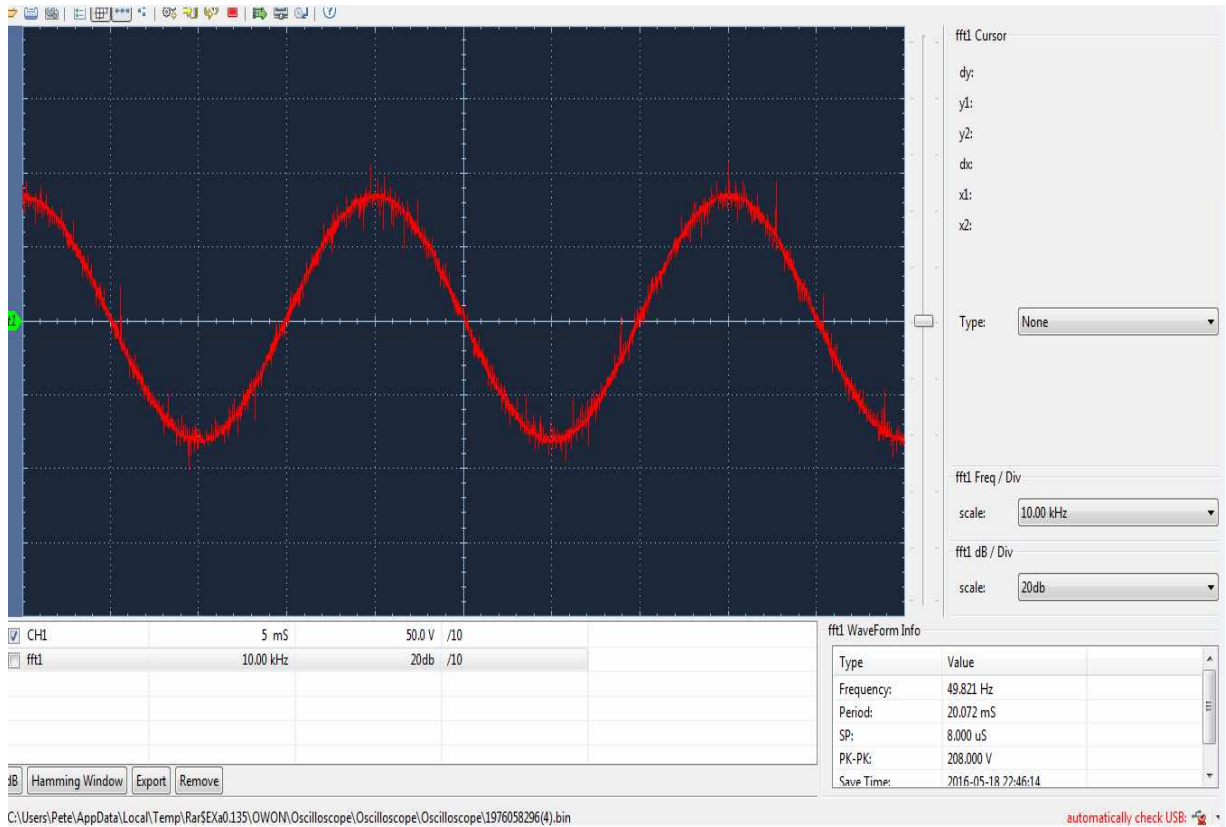 fft1 Cursor
dy:
y1:
y2:
dx:
x1:
x2:
Type: None
fft1 Freq / Div
scale: 10.00 kHz
fft1 dB / Div
scale: 20db
CH1 5 mS 50.0 V /10
fft1 10.00 kHz 20db /10
dB Hamming Window Export Remove
fft1 WaveForm Info
Type Value
Frequency: 49.821 Hz
Period: 20.072 mS
SP: 8.000 uS
PK-PK: 208.000 V
Save Time: 2016-05-18 22:46:14
C:\Users\Pete\AppData\Local\Temp\Rar$EXa0.135\OWON\Oscilloscope\Oscilloscope\Oscilloscope\1976058296(4).bin
automatically check USB: